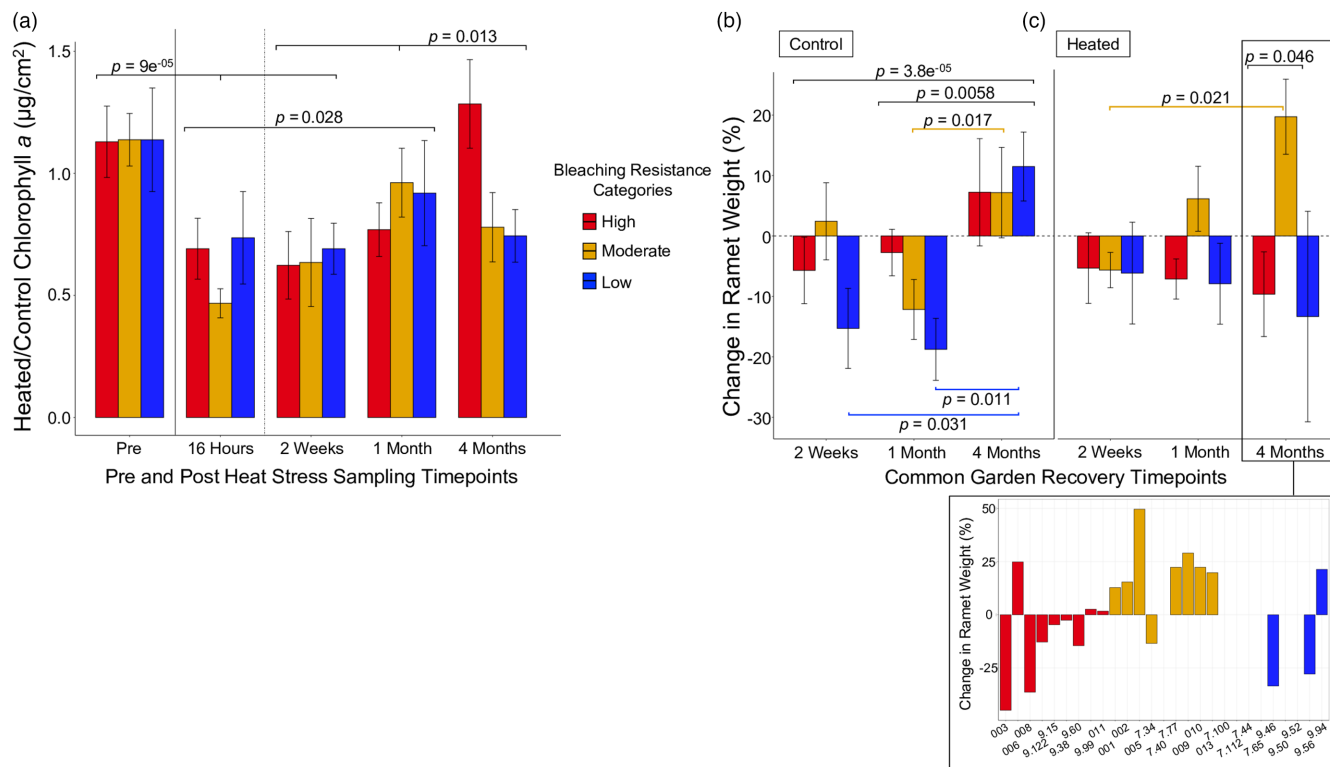 (a)
Heated/Control Chlorophyll a (μg/cm²)
1.5
1.0
0.5
0.0
p = 9e-05
p = 0.028
p = 0.013
Pre
16 Hours
2 Weeks
1 Month
4 Months
Pre and Post Heat Stress Sampling Timepoints
Bleaching Resistance
Categories
High
Moderate
Low
(b)
Control
Change in Ramet Weight (%)
20
10
0
-10
-20
-30
p = 3.8e-05
p = 0.0058
p = 0.017
p = 0.011
p = 0.031
2 Weeks
1 Month
4 Months
(c)
Heated
p = 0.046
p = 0.021
2 Weeks
1 Month
4 Months
Common Garden Recovery Timepoints
Change in Ramet Weight (%)
50
25
0
-25
003
006
008
9.122
9.15
9.38
9.60
9.99
011
001
002
005
7.34
7.40
7.77
009
010
013
7.100
7.112
7.44
7.65
9.46
9.50
9.52
9.56
9.94